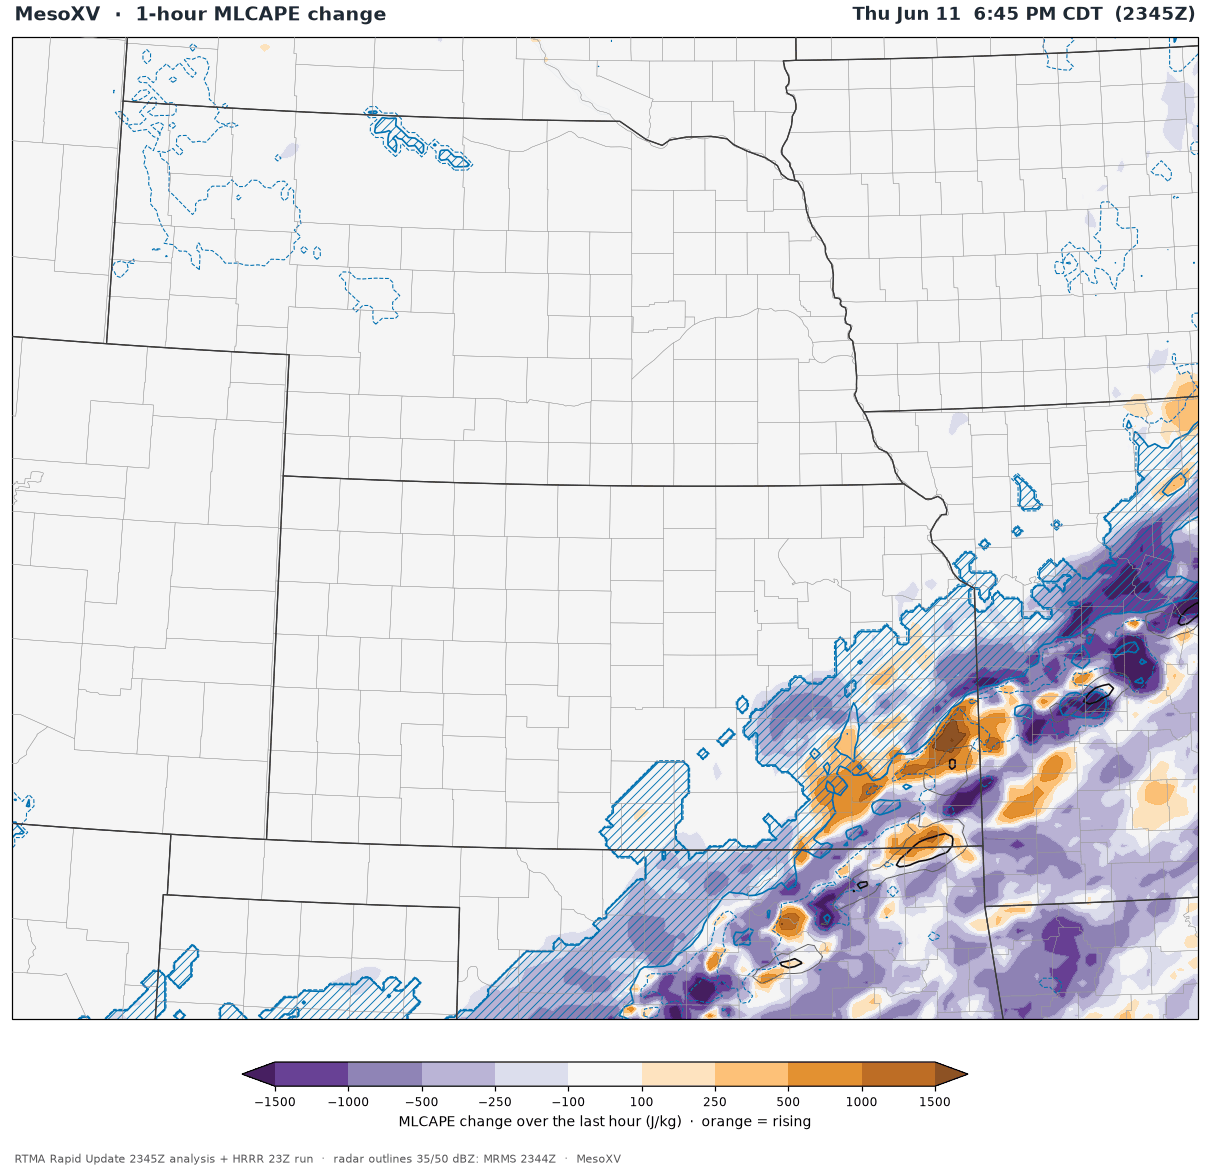 MesoXV · 1-hour MLCAPE change
Thu Jun 11 6:45 PM CDT (2345Z)
−1500 −1000 −500 −250 −100 100 250 500 1000 1500
MLCAPE change over the last hour (J/kg) · orange = rising
RTMA Rapid Update 2345Z analysis + HRRR 23Z run · radar outlines 35/50 dBZ: MRMS 2344Z · MesoXV